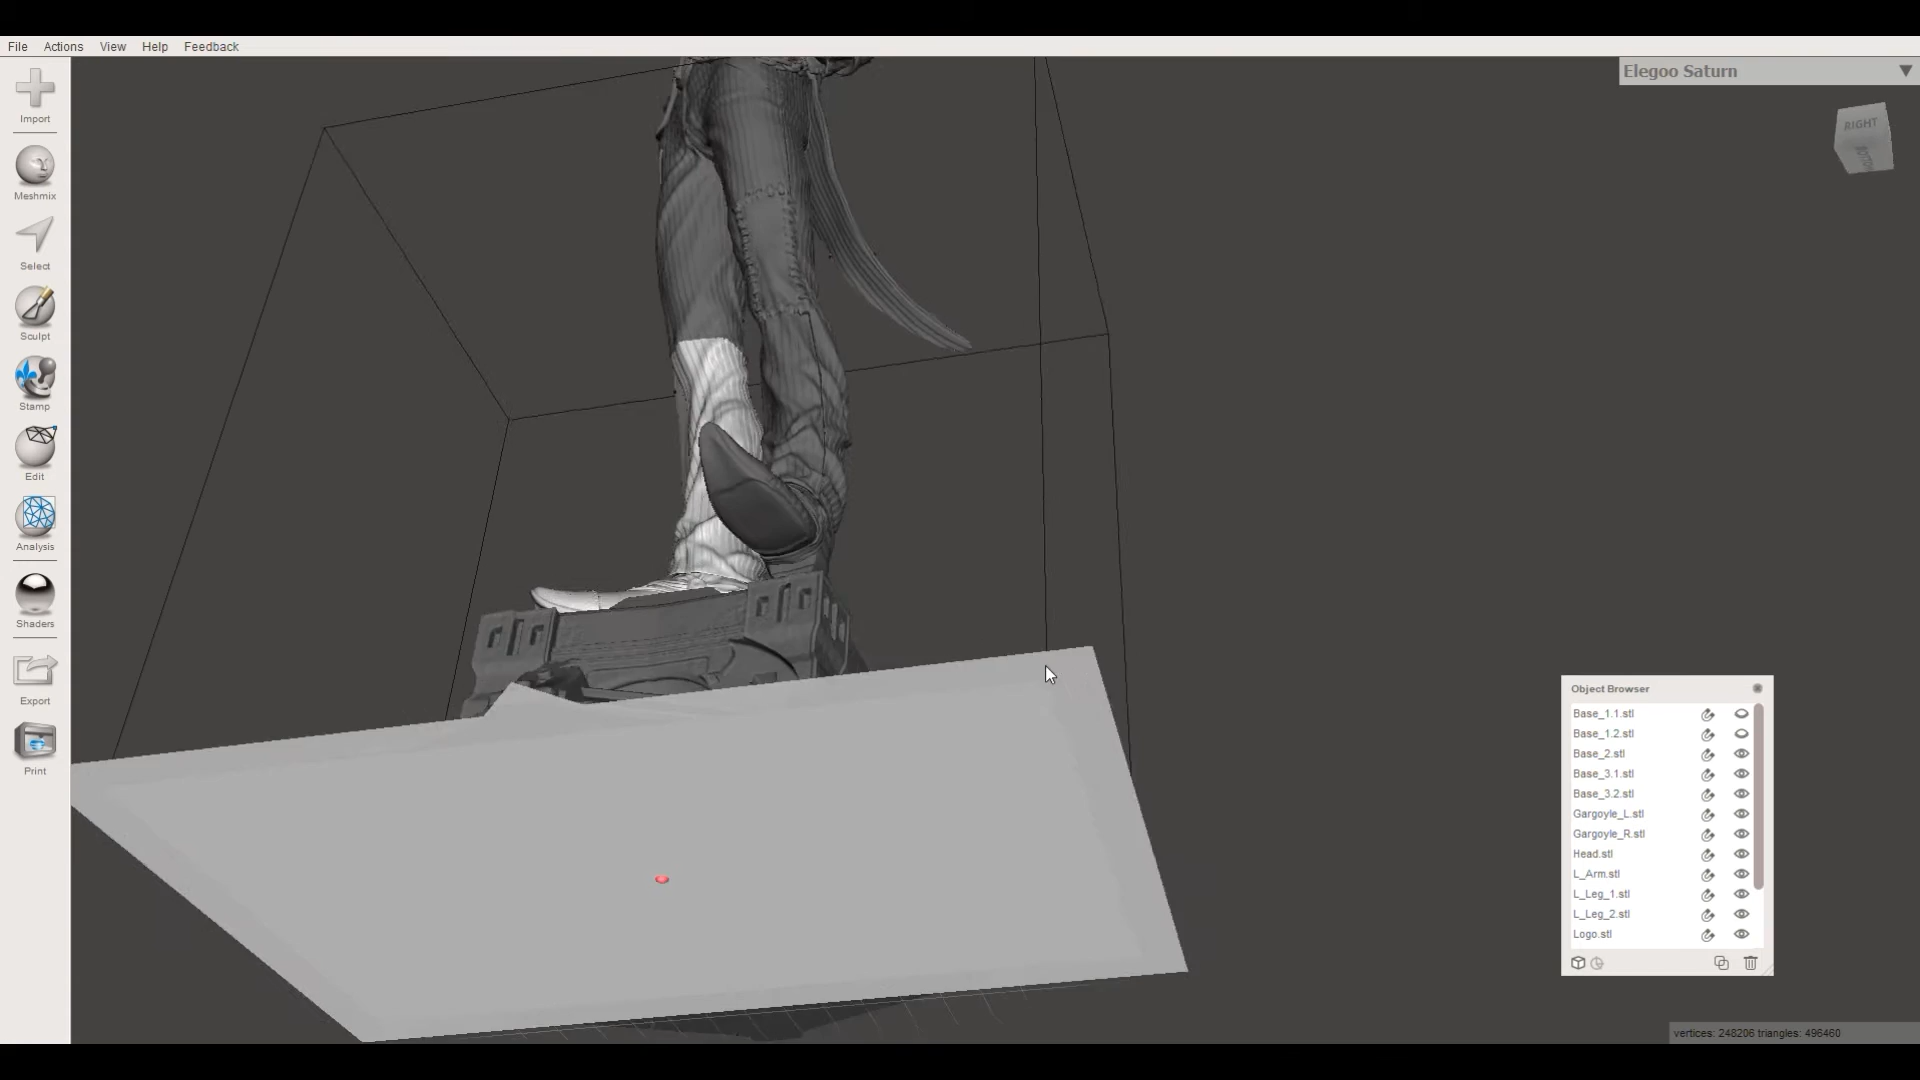 File Actions View Help Feedback
Elegoo Saturn
RIGHT
BOTTOM
Import
Meshmix
Select
Sculpt
Stamp
Edit
Analysis
Shaders
Export
Print
Object Browser
Base_1.1.stl
Base_1.2.stl
Base_2.stl
Base_3.1.stl
Base_3.2.stl
Gargoyle_L.stl
Gargoyle_R.stl
Head.stl
L_Arm.stl
L_Leg_1.stl
L_Leg_2.stl
Logo.stl
vertices: 248206 triangles: 496460